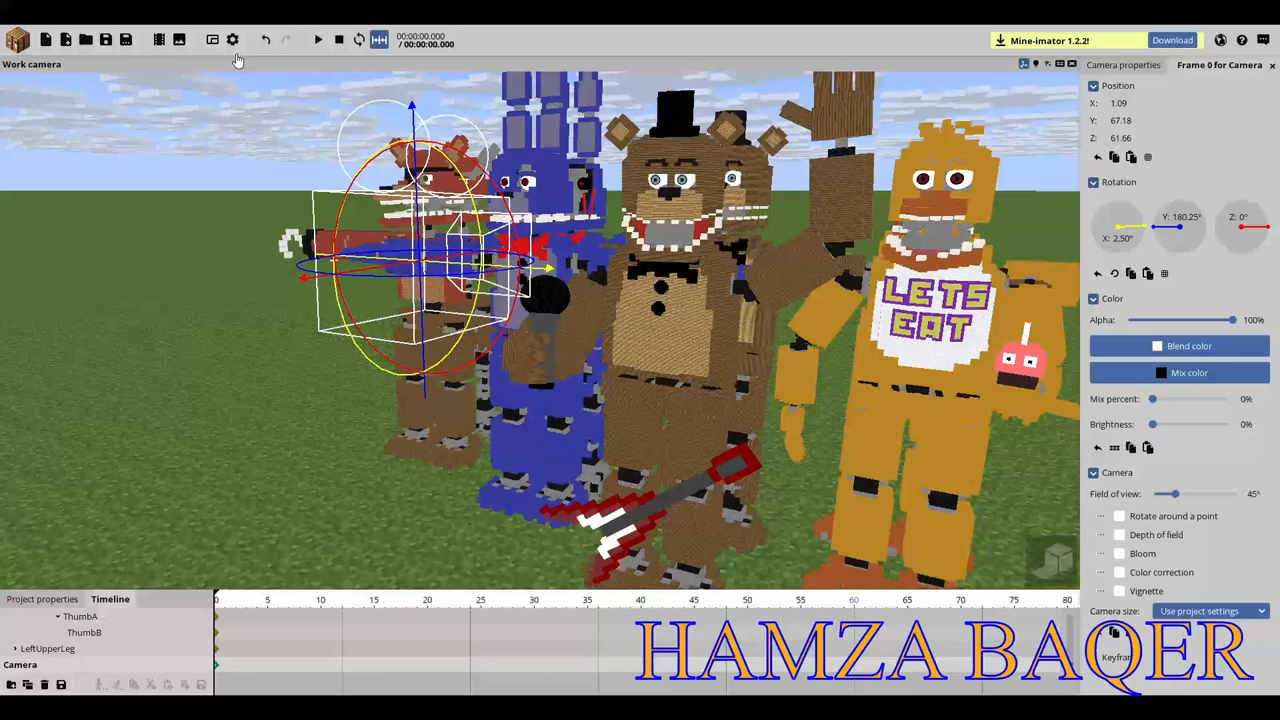 00:00:00.000
/ 00:00:00.000
Mine-imator 1.2.2!
Download
Work camera
Camera properties
Frame 0 for Camera
Position
X:
1.09
Y:
67.18
Z:
61.66
Rotation
Y: 180.25°
Z: 0°
X: 2.50°
Color
Alpha:
100%
Blend color
Mix color
Mix percent:
0%
Brightness:
0%
Camera
Field of view:
45°
Rotate around a point
Depth of field
Bloom
Color correction
Vignette
Camera size:
Use project settings
LETS
EAT
Project properties
Timeline
0 5 10 15 20 25 30 35 40 45 50 55 60 65 70 75 80
ThumbA
ThumbB
LeftUpperLeg
Camera
HAMZA BAQER